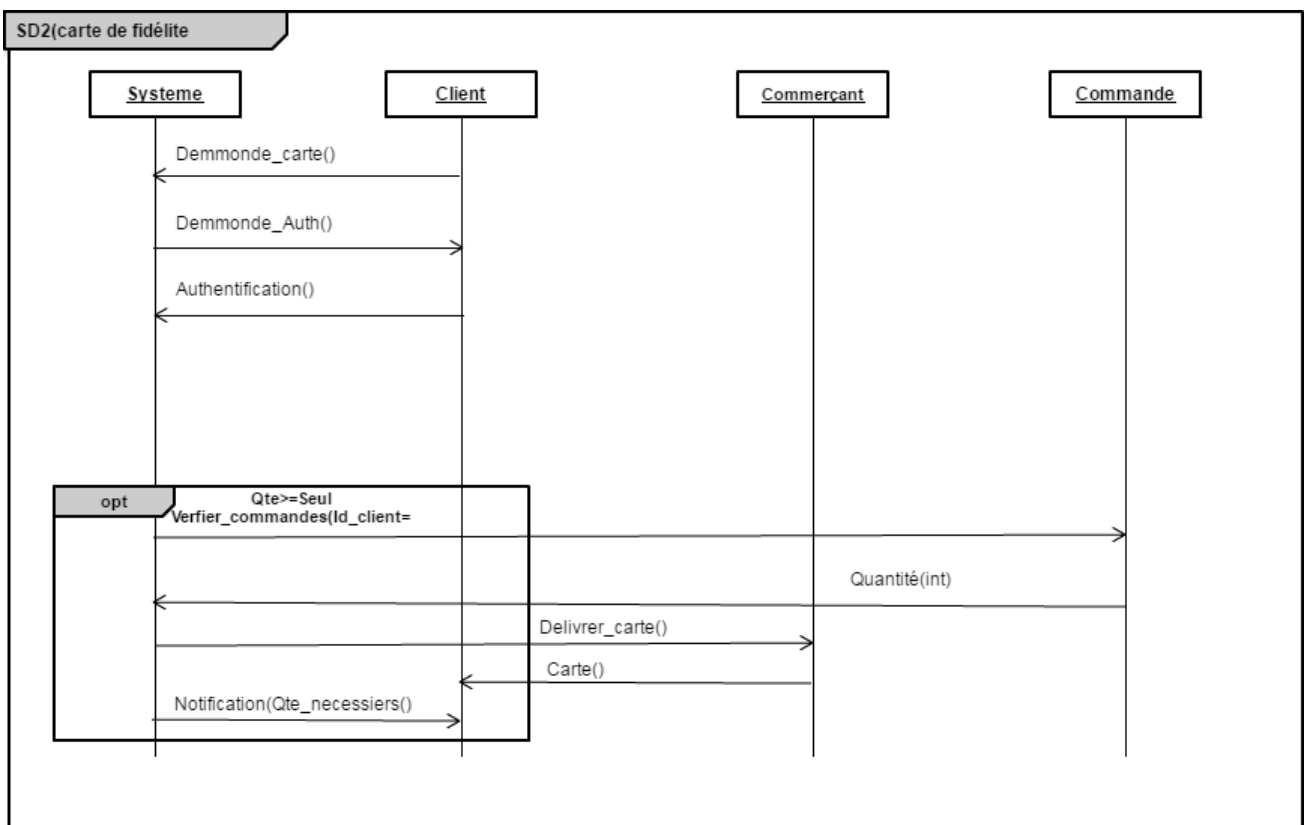 SD2(carte de fidélite
Systeme
Client
Commerçant
Commande
Demmonde_carte()
Demmonde_Auth()
Authentification()
opt
Qte>=Seul
Verfier_commandes(Id_client=
Quantité(int)
Delivrer_carte()
Carte()
Notification(Qte_necessiers()